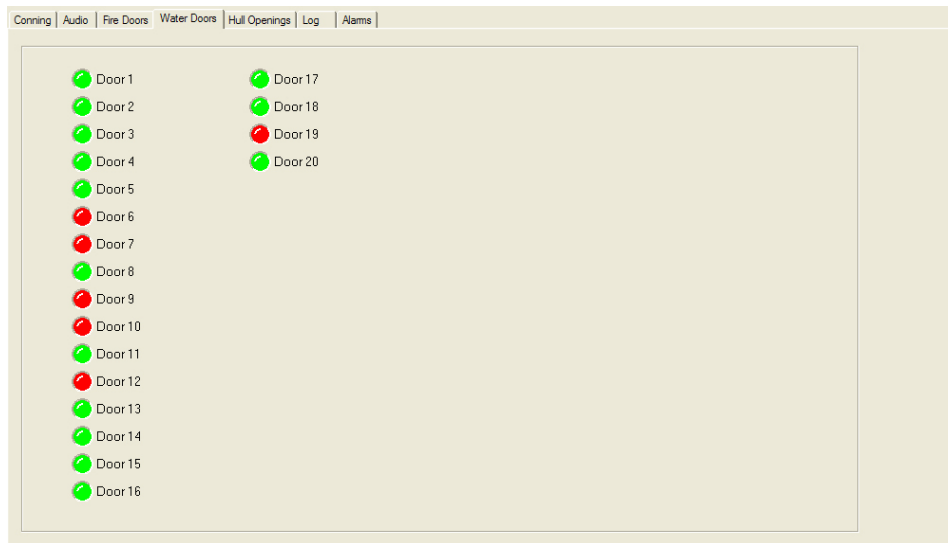 Conning Audio Fire Doors Water Doors Hull Openings Log Alarms
Door 1
Door 2
Door 3
Door 4
Door 5
Door 6
Door 7
Door 8
Door 9
Door 10
Door 11
Door 12
Door 13
Door 14
Door 15
Door 16
Door 17
Door 18
Door 19
Door 20